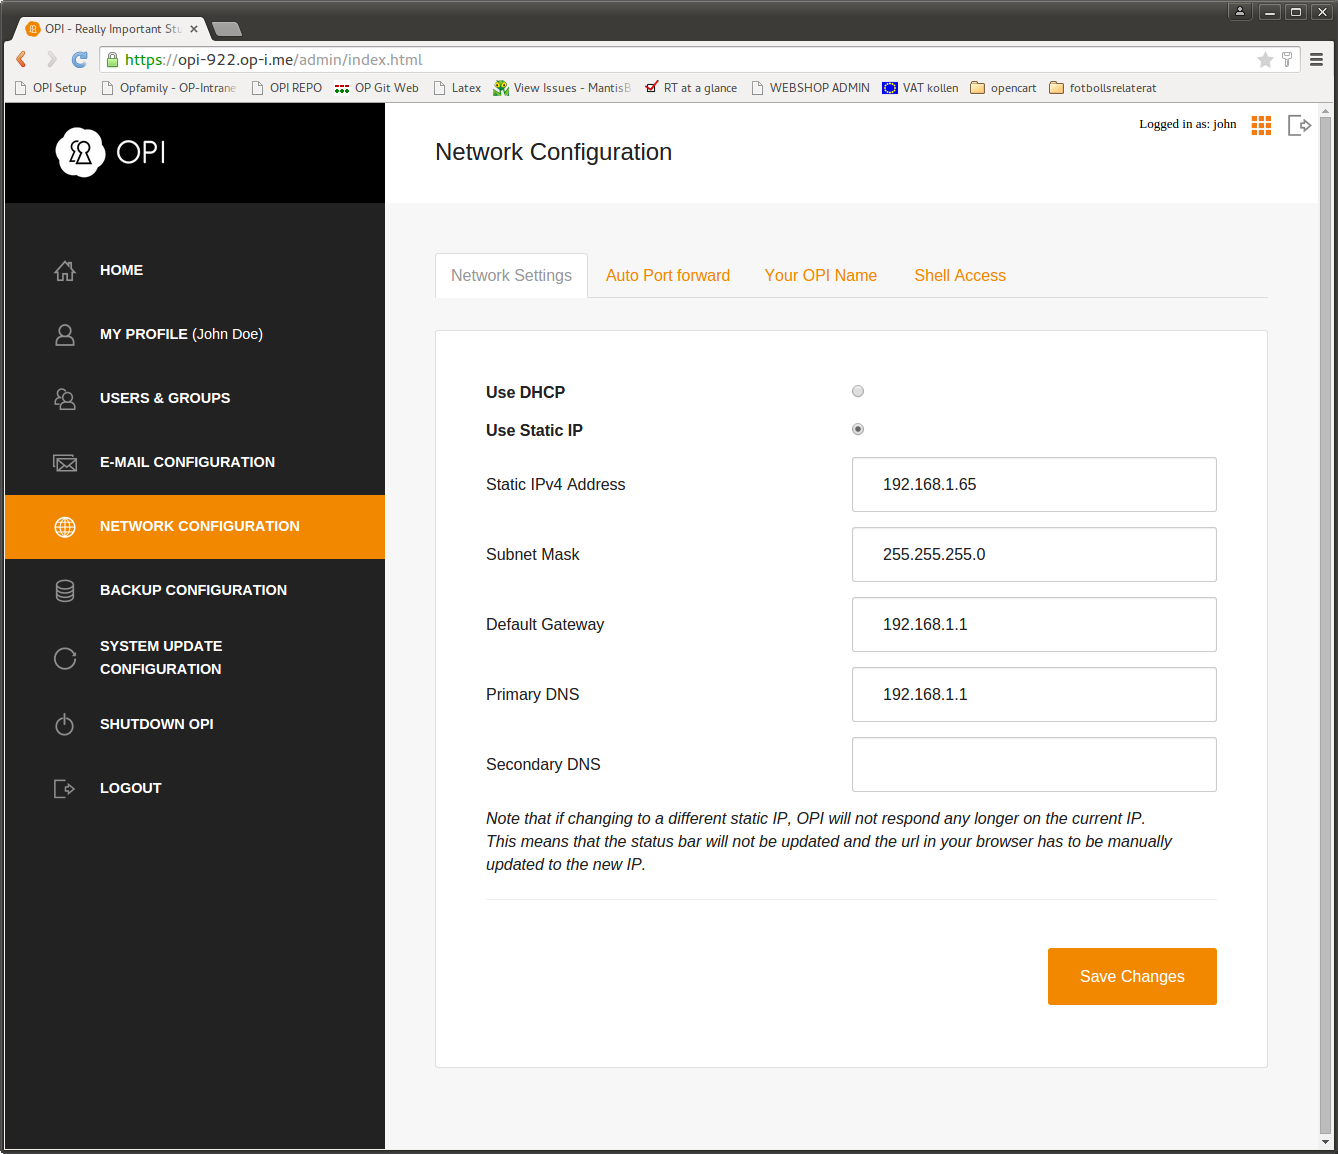 OPI - Really Important Stu
https://opi-922.op-i.me/admin/index.html
OPI Setup
Opfamily - OP-Intrane
OPI REPO
OP Git Web
Latex
View Issues - MantisB
RT at a glance
WEBSHOP ADMIN
VAT kollen
opencart
fotbollsrelaterat
OPI
Network Configuration
Logged in as: john
HOME
MY PROFILE (John Doe)
USERS & GROUPS
E-MAIL CONFIGURATION
NETWORK CONFIGURATION
BACKUP CONFIGURATION
SYSTEM UPDATE
CONFIGURATION
SHUTDOWN OPI
LOGOUT
Network Settings
Auto Port forward
Your OPI Name
Shell Access
Use DHCP
Use Static IP
Static IPv4 Address
192.168.1.65
Subnet Mask
255.255.255.0
Default Gateway
192.168.1.1
Primary DNS
192.168.1.1
Secondary DNS
Note that if changing to a different static IP, OPI will not respond any longer on the current IP.
This means that the status bar will not be updated and the url in your browser has to be manually
updated to the new IP.
Save Changes